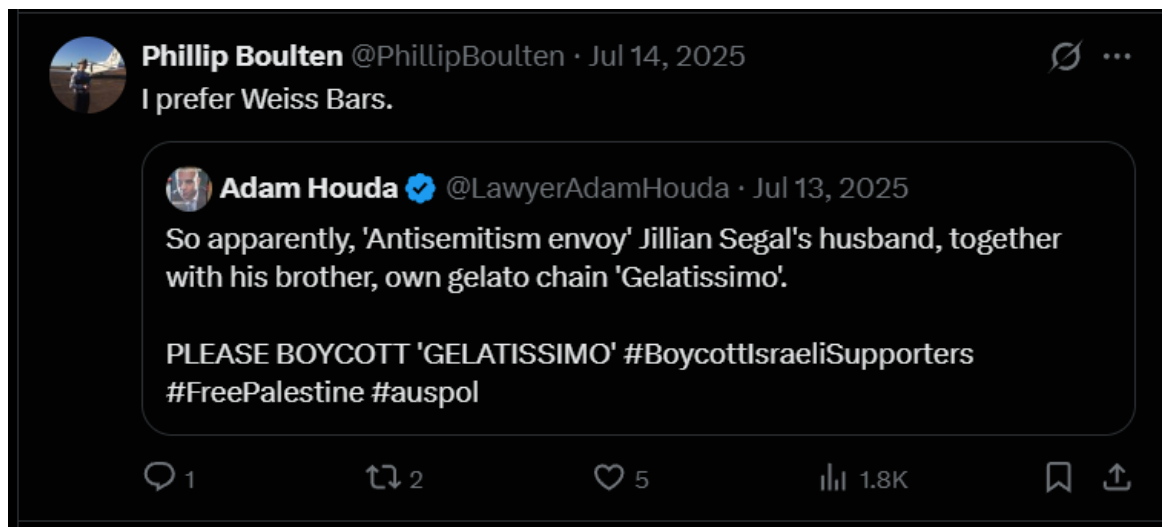 Phillip Boulten @PhillipBoulten · Jul 14, 2025
I prefer Weiss Bars.
Adam Houda @LawyerAdamHouda · Jul 13, 2025
So apparently, 'Antisemitism envoy' Jillian Segal's husband, together
with his brother, own gelato chain 'Gelatissimo'.
PLEASE BOYCOTT 'GELATISSIMO' #BoycottIsraeliSupporters
#FreePalestine #auspol
1 2 5 1.8K